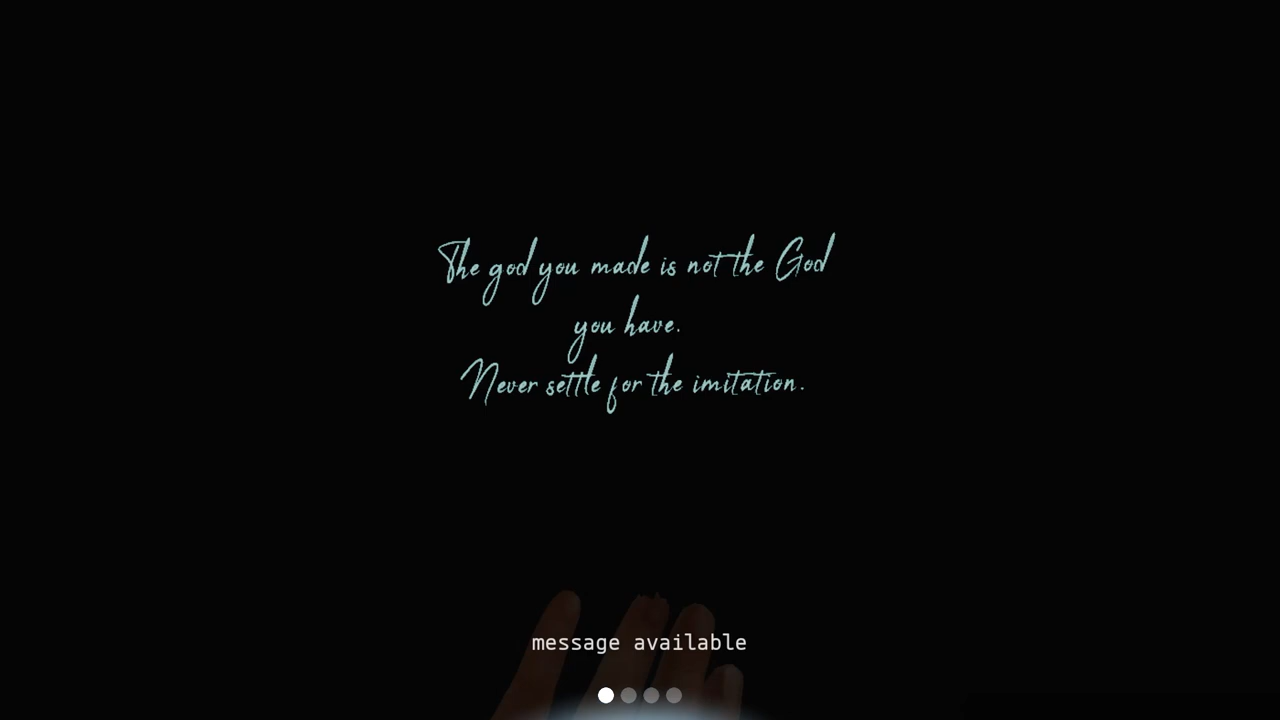 The god you made is not the God
you have.
Never settle for the imitation.
message available